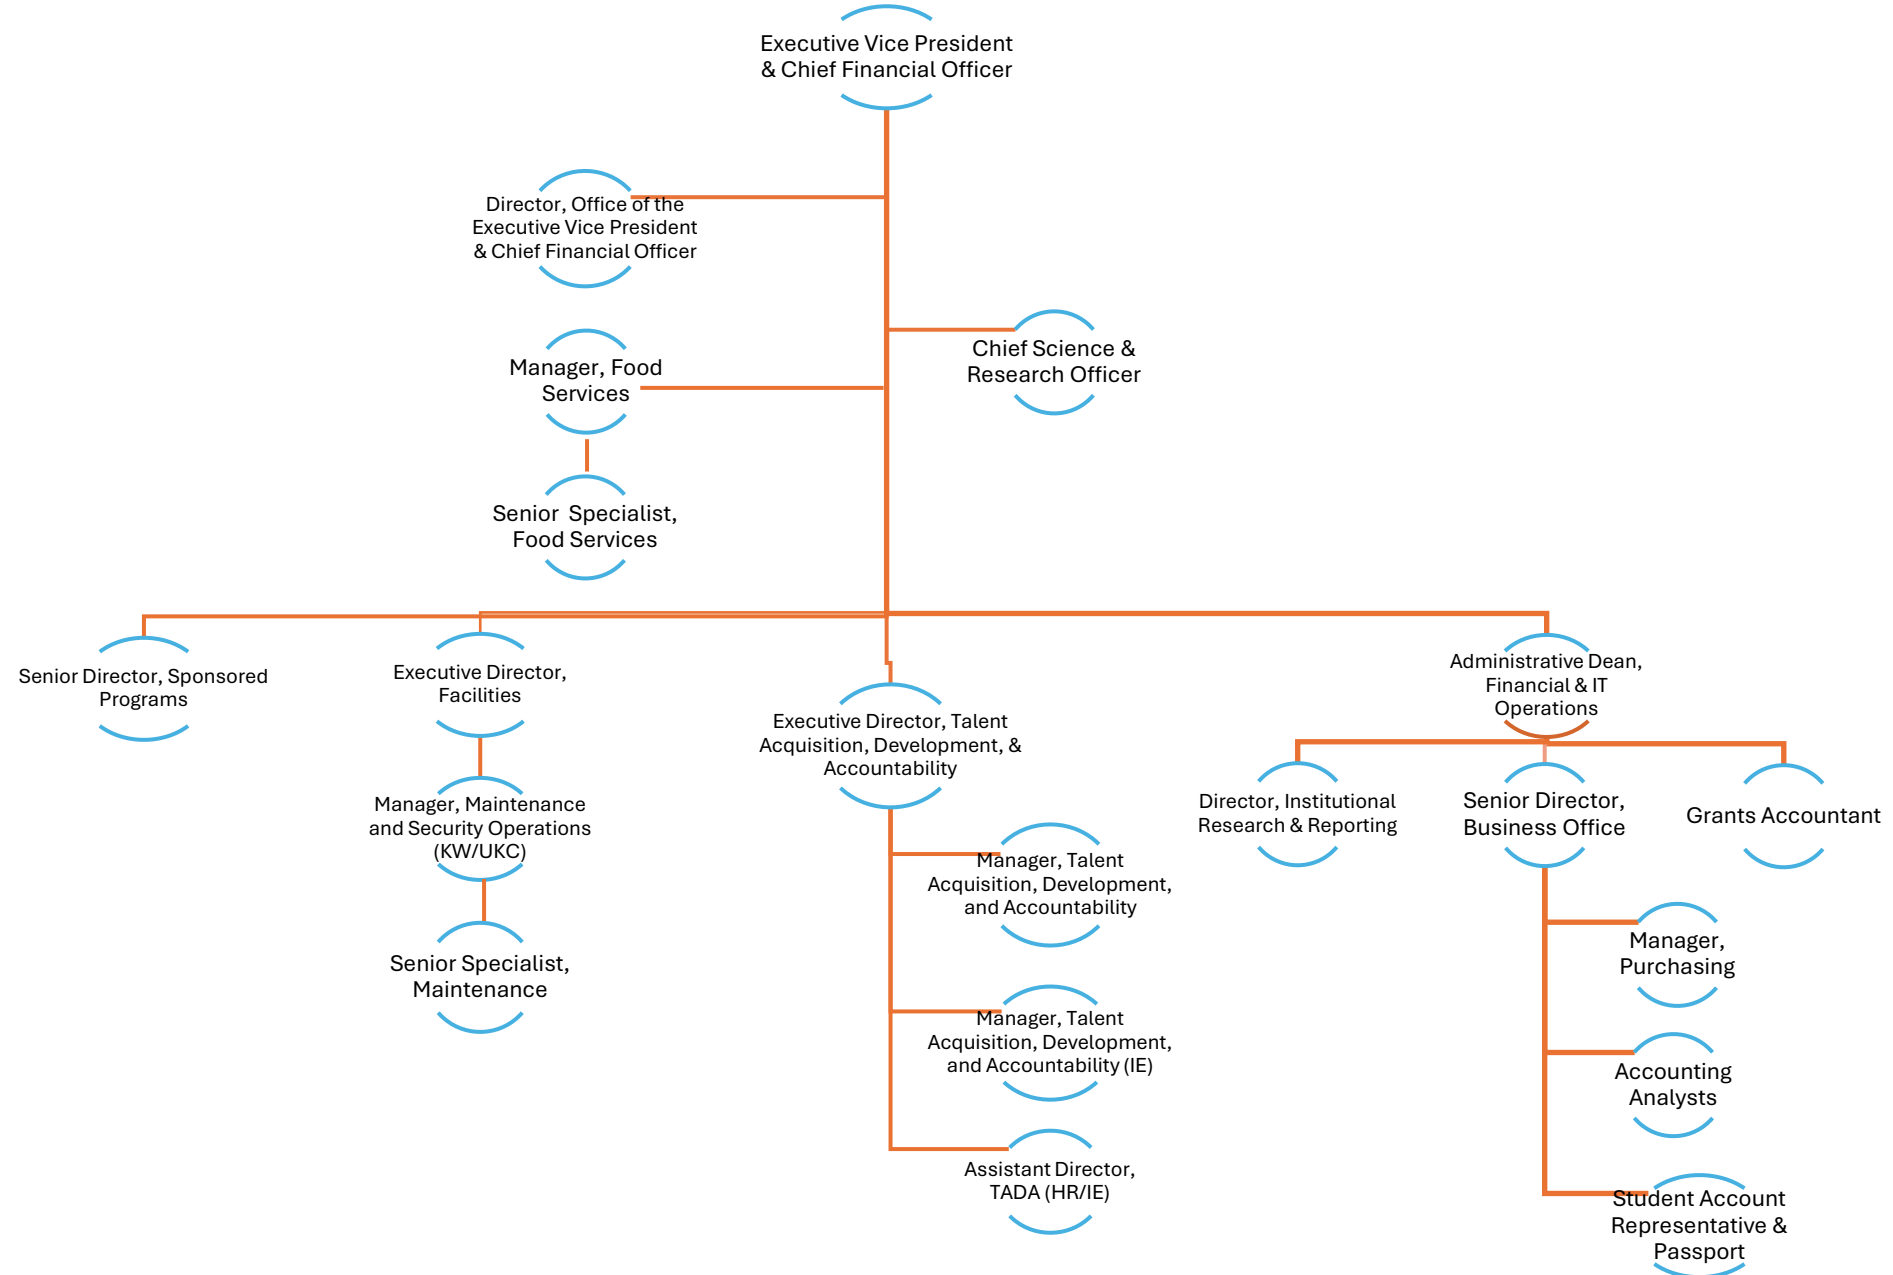 Executive Vice President
& Chief Financial Officer
Director, Office of the
Executive Vice President
& Chief Financial Officer
Chief Science &
Research Officer
Manager, Food
Services
Senior Specialist,
Food Services
Senior Director, Sponsored
Programs
Executive Director,
Facilities
Manager, Maintenance
and Security Operations
(KW/UKC)
Senior Specialist,
Maintenance
Executive Director, Talent
Acquisition, Development, &
Accountability
Manager, Talent
Acquisition, Development,
and Accountability
Manager, Talent
Acquisition, Development,
and Accountability (IE)
Assistant Director,
TADA (HR/IE)
Administrative Dean,
Financial & IT
Operations
Director, Institutional
Research & Reporting
Senior Director,
Business Office
Grants Accountant
Manager,
Purchasing
Accounting
Analysts
Student Account
Representative &
Passport